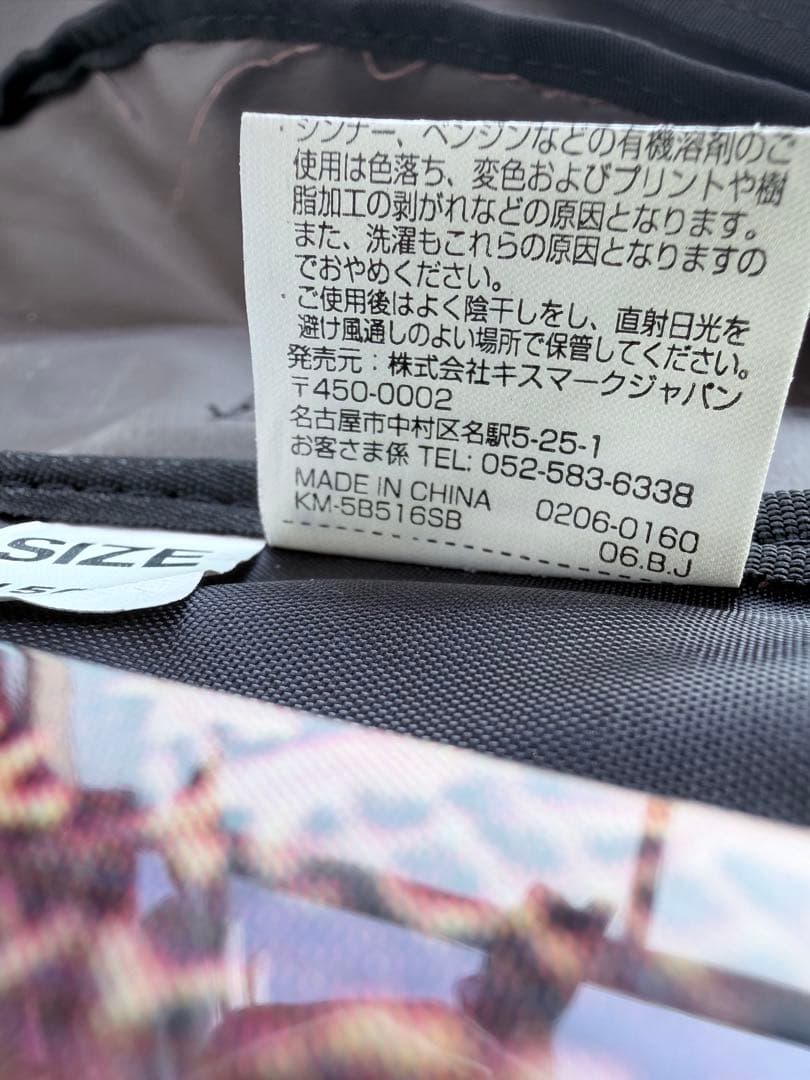 ・シンナー、ベンジンなどの有機溶剤のご
使用は色落ち、変色およびプリントや樹
脂加工の剥がれなどの原因となります。
また、洗濯もこれらの原因となりますの
でおやめください。
・ご使用後はよく陰干しをし、直射日光を
避け風通しのよい場所で保管してください。
発売元：株式会社キスマークジャパン
〒450-0002
名古屋市中村区名駅5-25-1
お客さま係 TEL: 052-583-6338
MADE IN CHINA 0206-0160
KM-5B516SB 06.B.J
SIZE